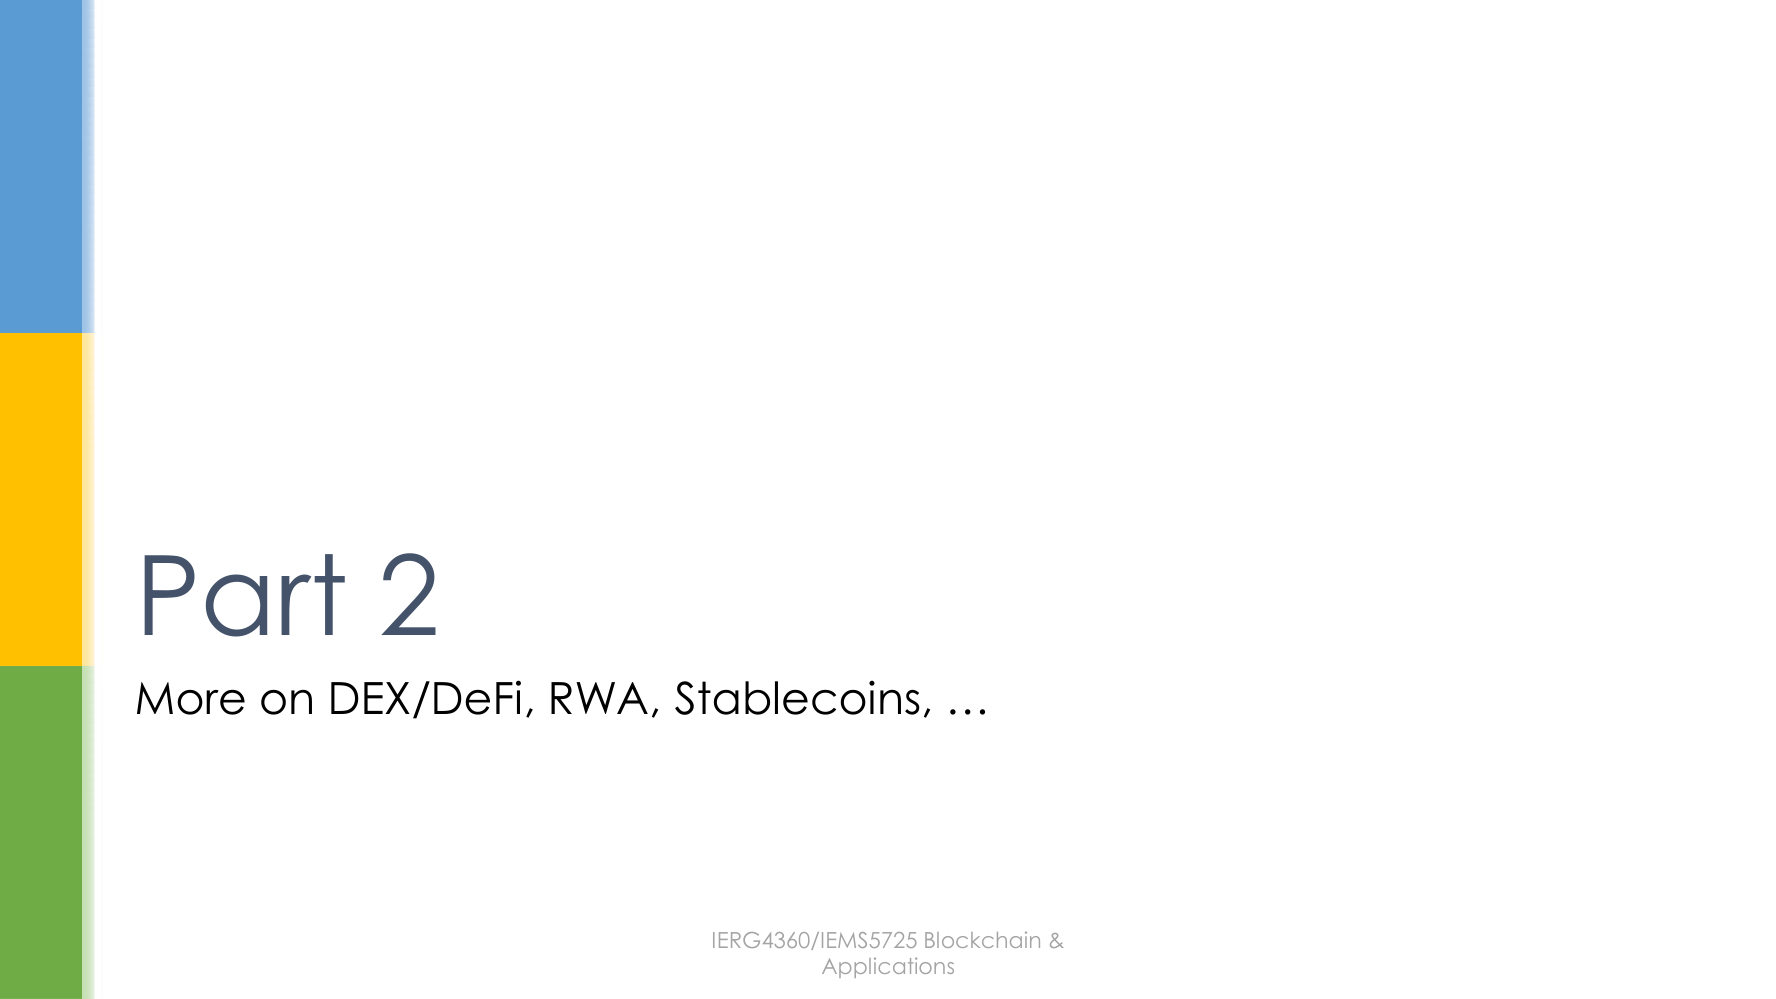 Part 2
More on DEX/DeFi, RWA, Stablecoins, …
IERG4360/IEMS5725 Blockchain &
Applications